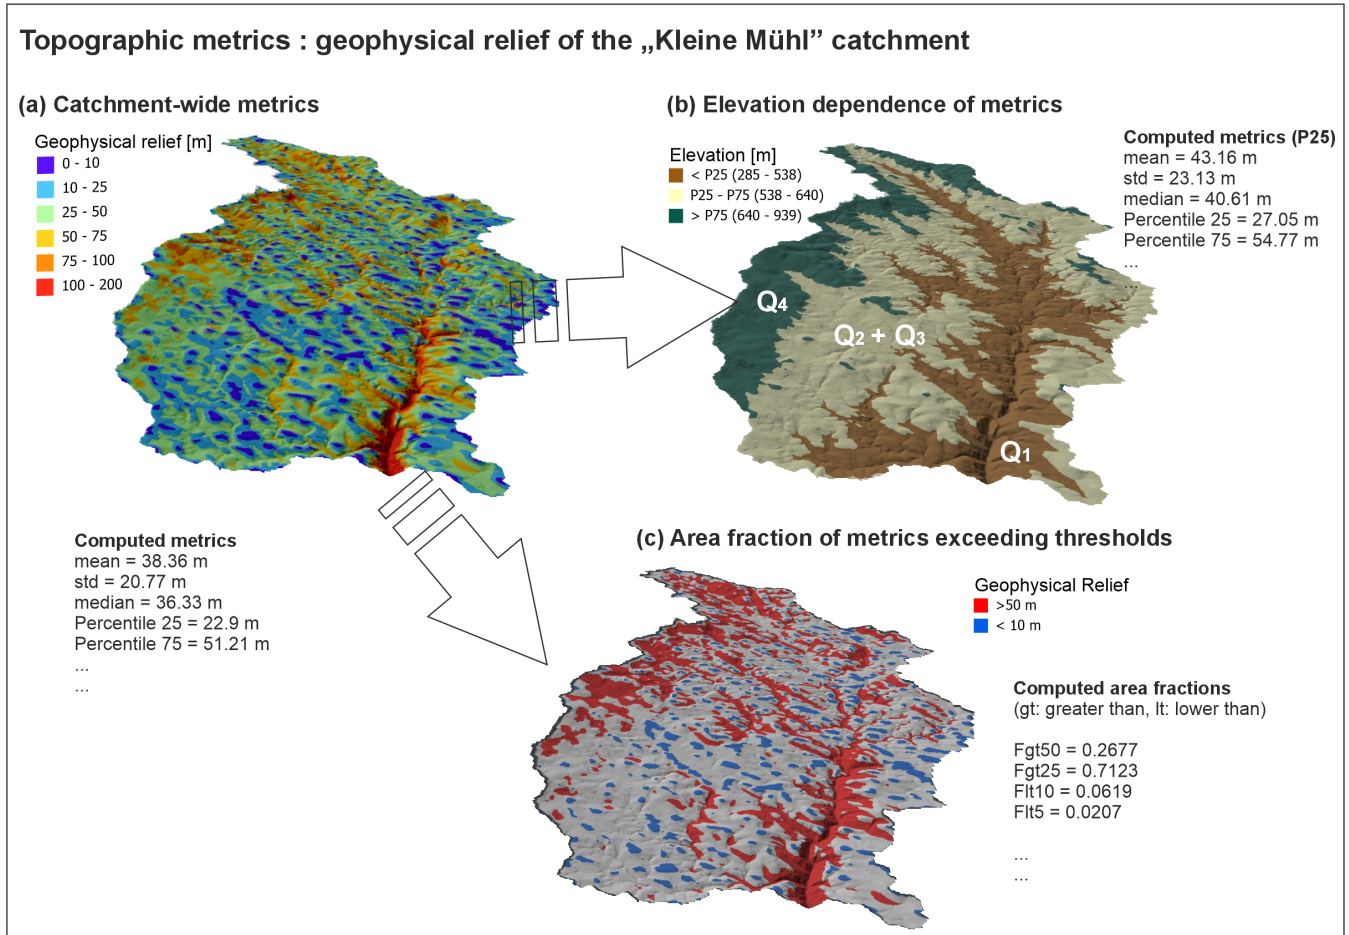 Topographic metrics : geophysical relief of the „Kleine Mühl” catchment
(a) Catchment-wide metrics
Geophysical relief [m]
0 - 10
10 - 25
25 - 50
50 - 75
75 - 100
100 - 200
Computed metrics
mean = 38.36 m
std = 20.77 m
median = 36.33 m
Percentile 25 = 22.9 m
Percentile 75 = 51.21 m
...
...
(b) Elevation dependence of metrics
Elevation [m]
< P25 (285 - 538)
P25 - P75 (538 - 640)
> P75 (640 - 939)
Q4
Q2 + Q3
Q1
Computed metrics (P25)
mean = 43.16 m
std = 23.13 m
median = 40.61 m
Percentile 25 = 27.05 m
Percentile 75 = 54.77 m
...
...
(c) Area fraction of metrics exceeding thresholds
Geophysical Relief
>50 m
< 10 m
Computed area fractions
(gt: greater than, lt: lower than)
Fgt50 = 0.2677
Fgt25 = 0.7123
Flt10 = 0.0619
Flt5 = 0.0207
...
...